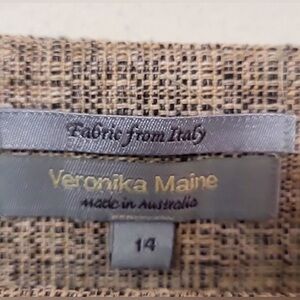 Fabric from Italy
Veronika Maine
Made in Australia
14